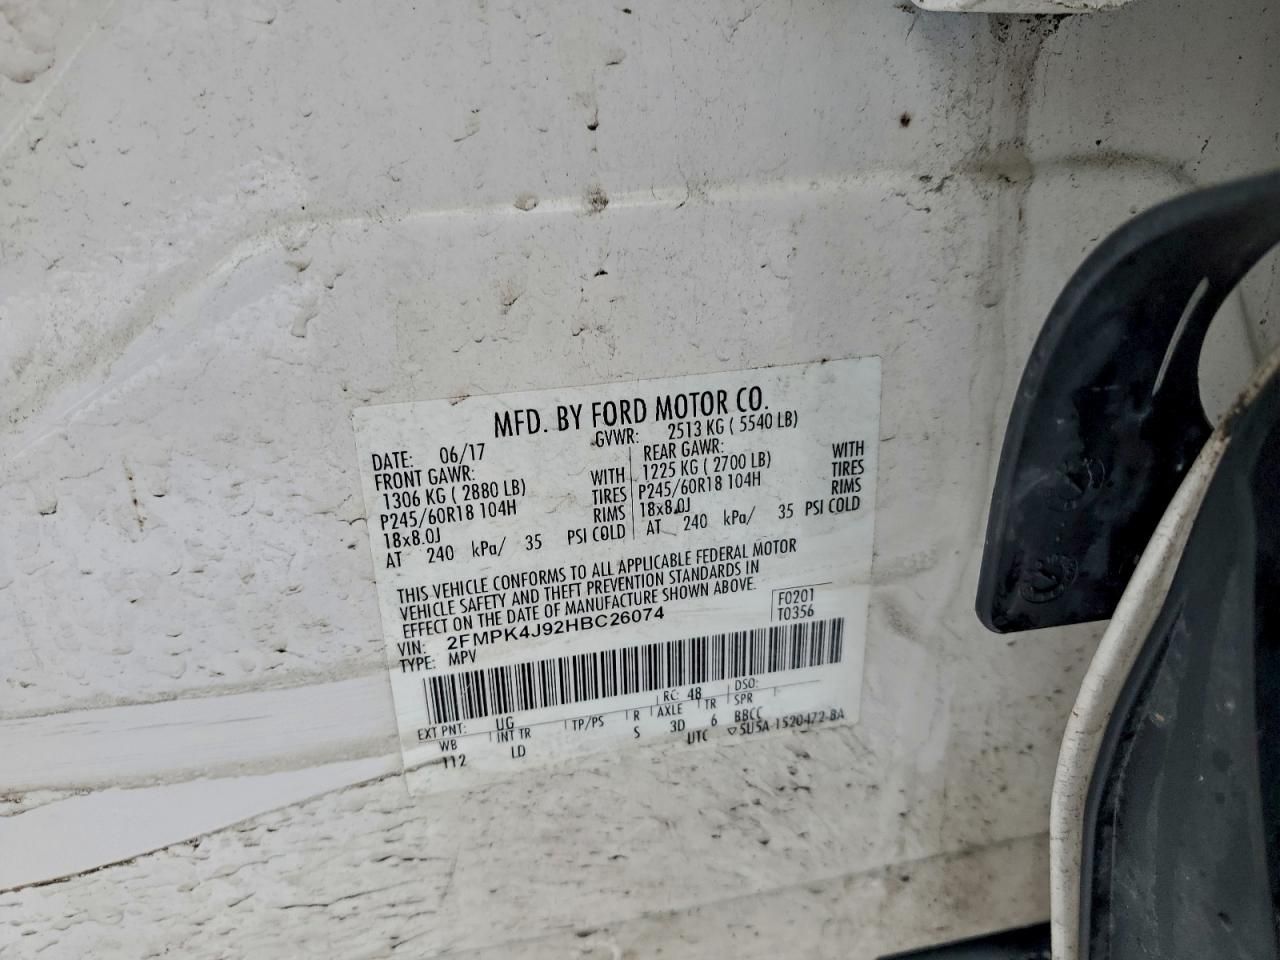 MFD. BY FORD MOTOR CO.
DATE: 06/17 GVWR: 2513 KG ( 5540 LB)
FRONT GAWR: REAR GAWR:
1306 KG ( 2880 LB) WITH 1225 KG ( 2700 LB) WITH
P245/60R18 104H TIRES P245/60R18 104H TIRES
18x8.0J RIMS 18x8.0J RIMS
AT 240 kPa/ 35 PSI COLD AT 240 kPa/ 35 PSI COLD
THIS VEHICLE CONFORMS TO ALL APPLICABLE FEDERAL MOTOR
VEHICLE SAFETY AND THEFT PREVENTION STANDARDS IN
EFFECT ON THE DATE OF MANUFACTURE SHOWN ABOVE.
VIN: 2FMPK4J92HBC26074 F0201
TYPE: MPV T0356
EXT PNT: UG RC: 48 DSO:
WB INT TR TP/PS R AXLE TR SPR
112 LD S 3D 6 BBCC
UTC ▽5U5A-1520472-BA